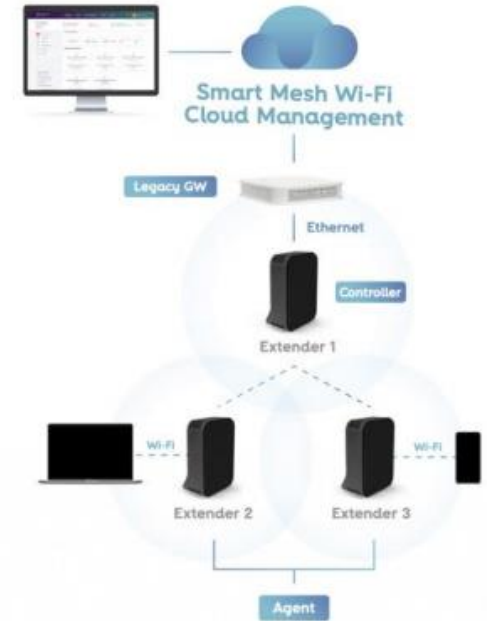 Smart Mesh Wi-Fi
Cloud Management
Legacy GW
Ethernet
Controller
Extender 1
Wi-Fi
Wi-Fi
Extender 2
Extender 3
Agent